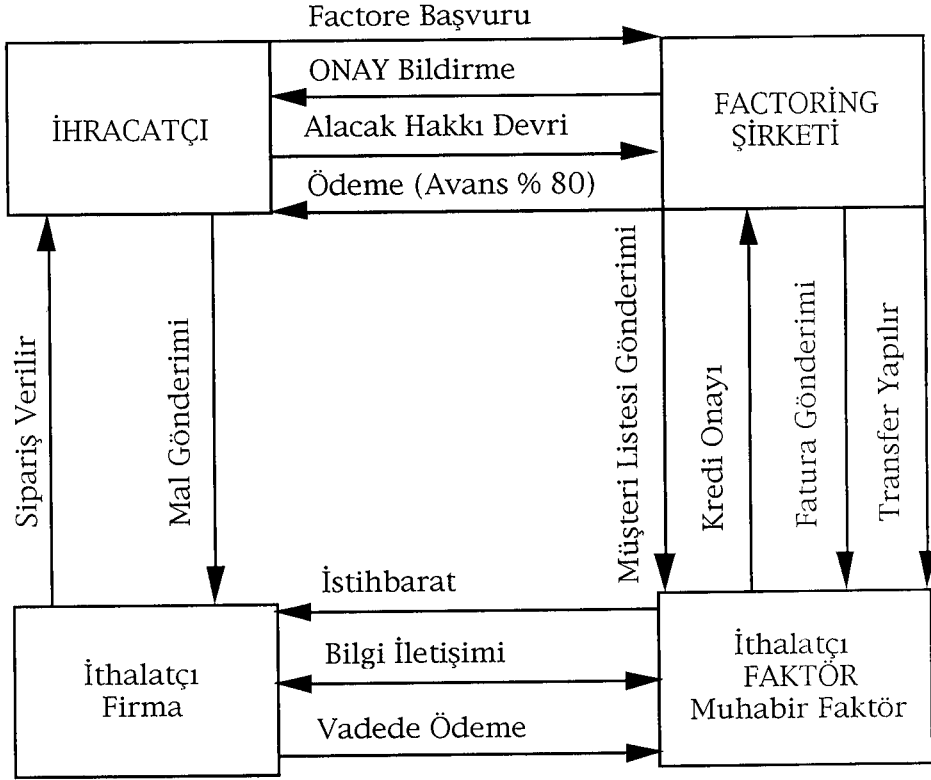 Factore Başvuru
ONAY Bildirme
İHRACATÇI
Alacak Hakkı Devri
Ödeme (Avans % 80)
FACTORİNG
ŞİRKETİ
Sipariş Verilir
Mal Gönderimi
Müşteri Listesi Gönderimi
Kredi Onayı
Fatura Gönderimi
Transfer Yapılır
İstihbarat
Bilgi İletişimi
Vadede Ödeme
İthalatçı
Firma
İthalatçı
FAKTÖR
Muhabir Faktör